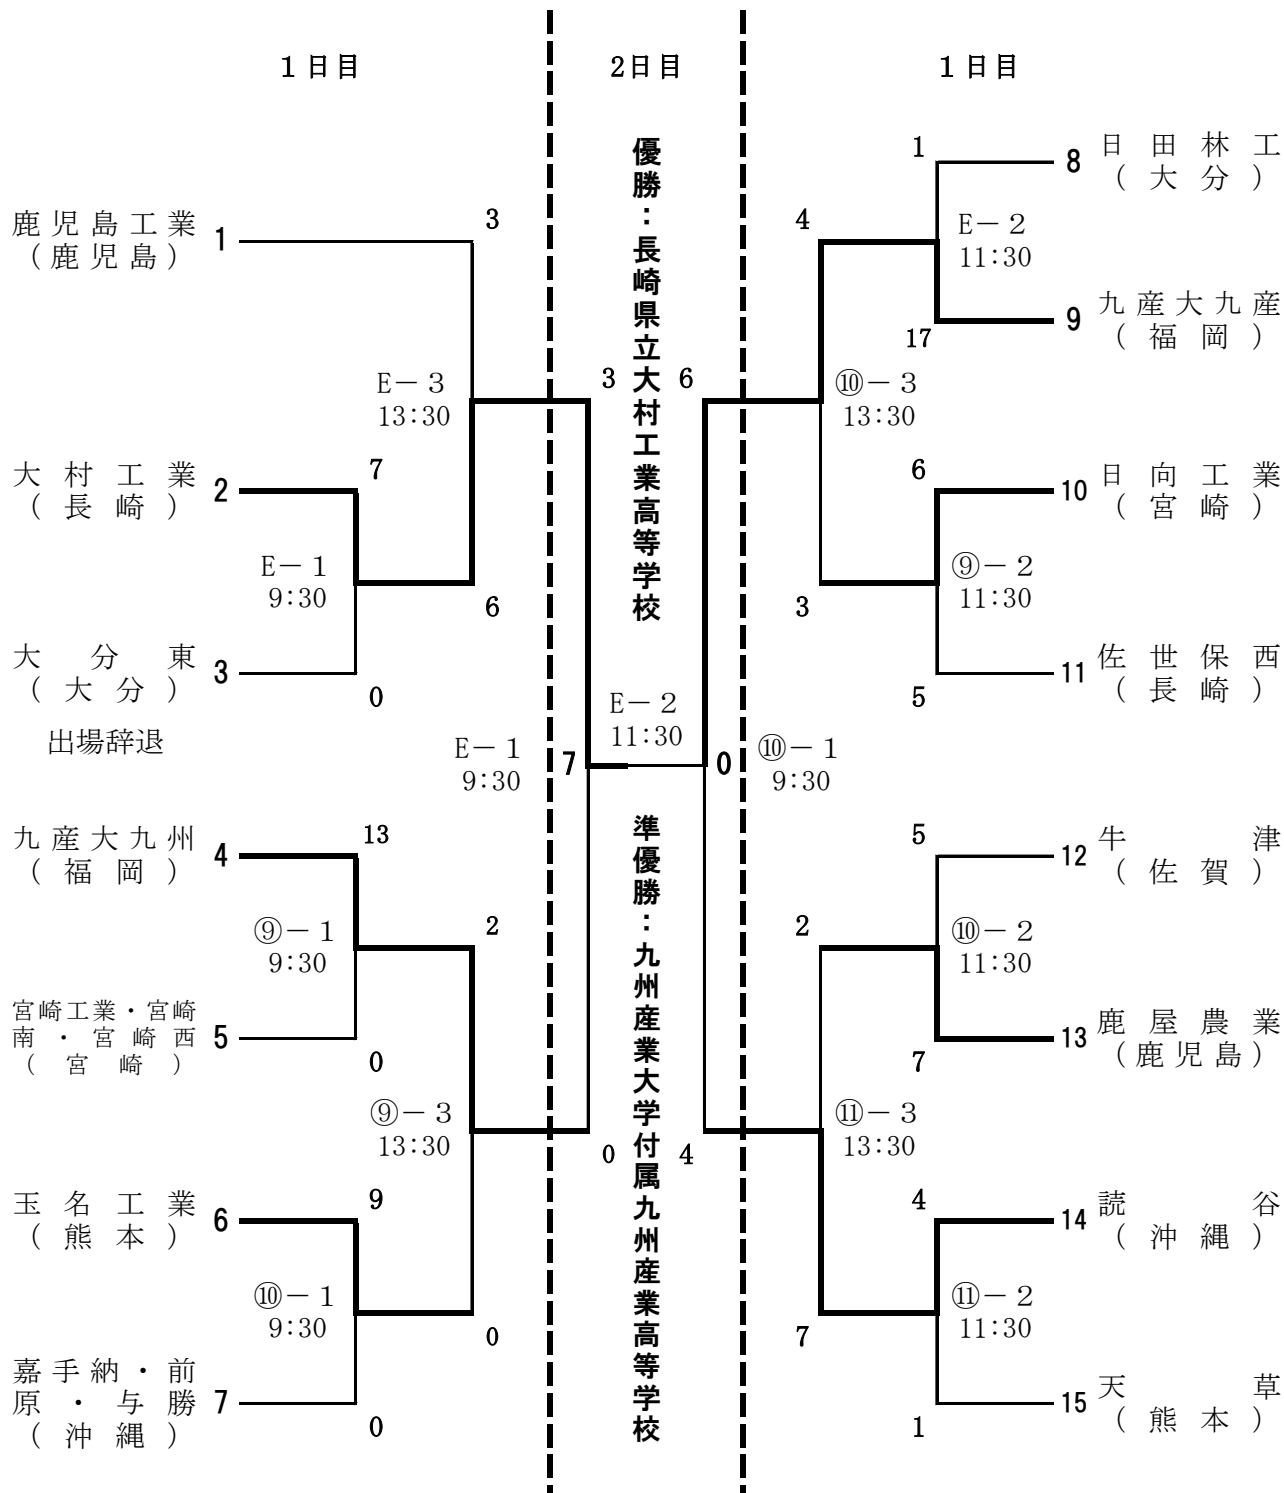 1日目
2日目
1日目
優勝：長崎県立大村工業高等学校
準優勝：九州産業大学付属九州産業高等学校
鹿児島工業
(鹿児島)
1
3
E－3
13:30
大村工業
(長崎)
2
7
E－1
9:30
6
大分東
(大分)
3
0
出場辞退
E－1
9:30
九産大九州
(福岡)
4
13
⑨－1
9:30
2
宮崎工業・宮崎
南・宮崎西
(宮崎)
5
0
⑨－3
13:30
玉名工業
(熊本)
6
9
⑩－1
9:30
0
嘉手納・前
原・与勝
(沖縄)
7
0
3
6
E－2
11:30
7
0
0
4
1
8
日田林工
(大分)
4
E－2
11:30
17
9
九産大九産
(福岡)
⑩－3
13:30
6
10
日向工業
(宮崎)
⑨－2
11:30
3
5
11
佐世保西
(長崎)
⑩－1
9:30
5
12
牛津
(佐賀)
2
⑩－2
11:30
7
13
鹿屋農業
(鹿児島)
⑪－3
13:30
4
14
読谷
(沖縄)
⑪－2
11:30
7
1
15
天草
(熊本)